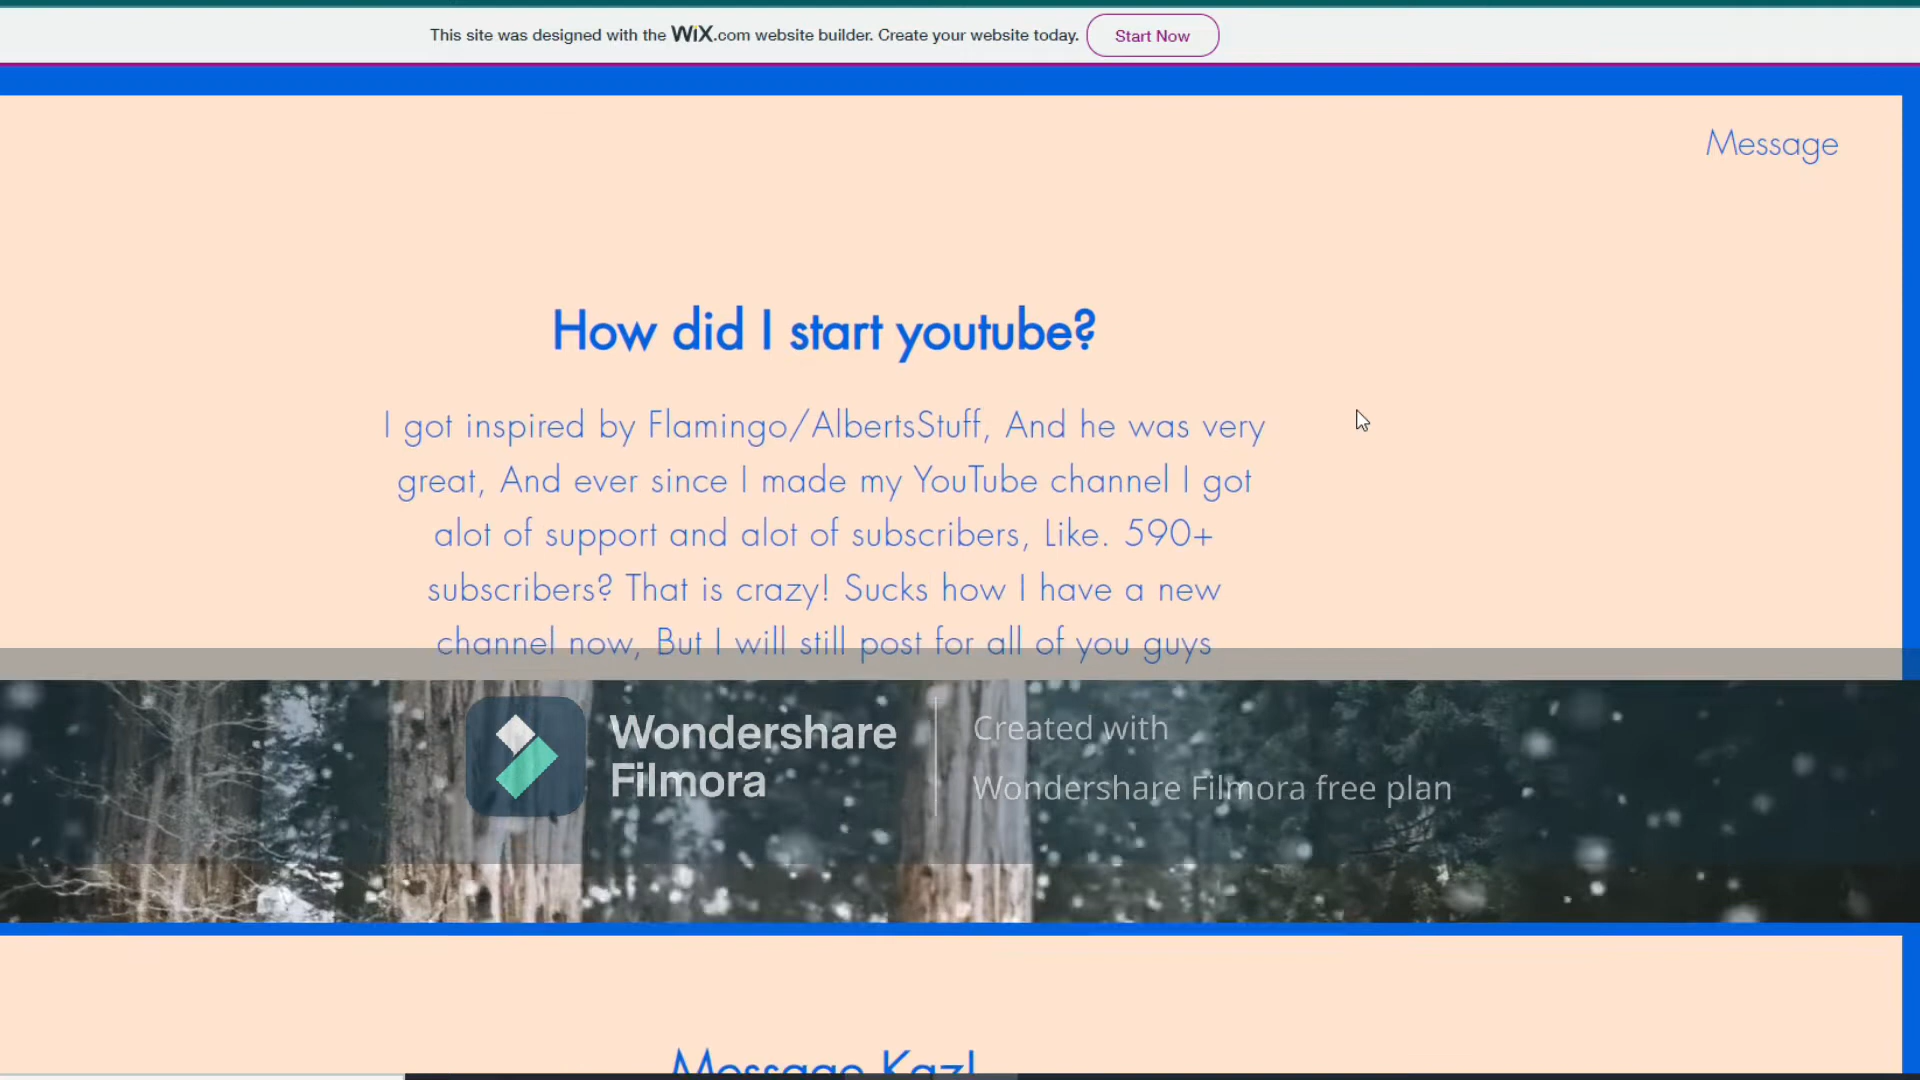 This site was designed with the WiX.com website builder. Create your website today. Start Now
Message
How did I start youtube?
I got inspired by Flamingo/AlbertsStuff, And he was very
great, And ever since I made my YouTube channel I got
alot of support and alot of subscribers, Like. 590+
subscribers? That is crazy! Sucks how I have a new
channel now, But I will still post for all of you guys
Wondershare
Filmora
Created with
Wondershare Filmora free plan
Message Kaz!